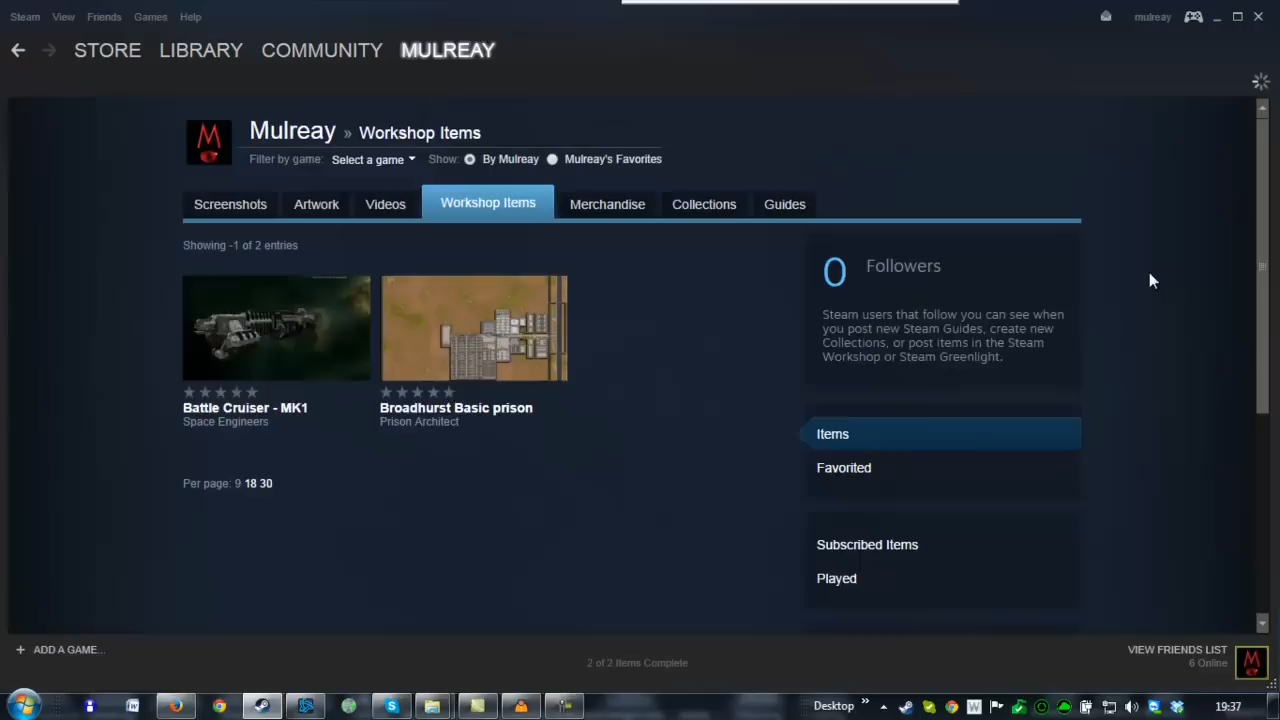 Steam View Friends Games Help mulreay
STORE LIBRARY COMMUNITY MULREAY
Mulreay » Workshop Items
Filter by game: Select a game Show: By Mulreay Mulreay's Favorites
Screenshots Artwork Videos Workshop Items Merchandise Collections Guides
Showing -1 of 2 entries
0 Followers
Steam users that follow you can see when
you post new Steam Guides, create new
Collections, or post items in the Steam
Workshop or Steam Greenlight.
Battle Cruiser - MK1
Space Engineers
Broadhurst Basic prison
Prison Architect
Per page: 9 18 30
Items
Favorited
Subscribed Items
Played
+ ADD A GAME...
2 of 2 Items Complete
VIEW FRIENDS LIST
6 Online
Desktop » 19:37